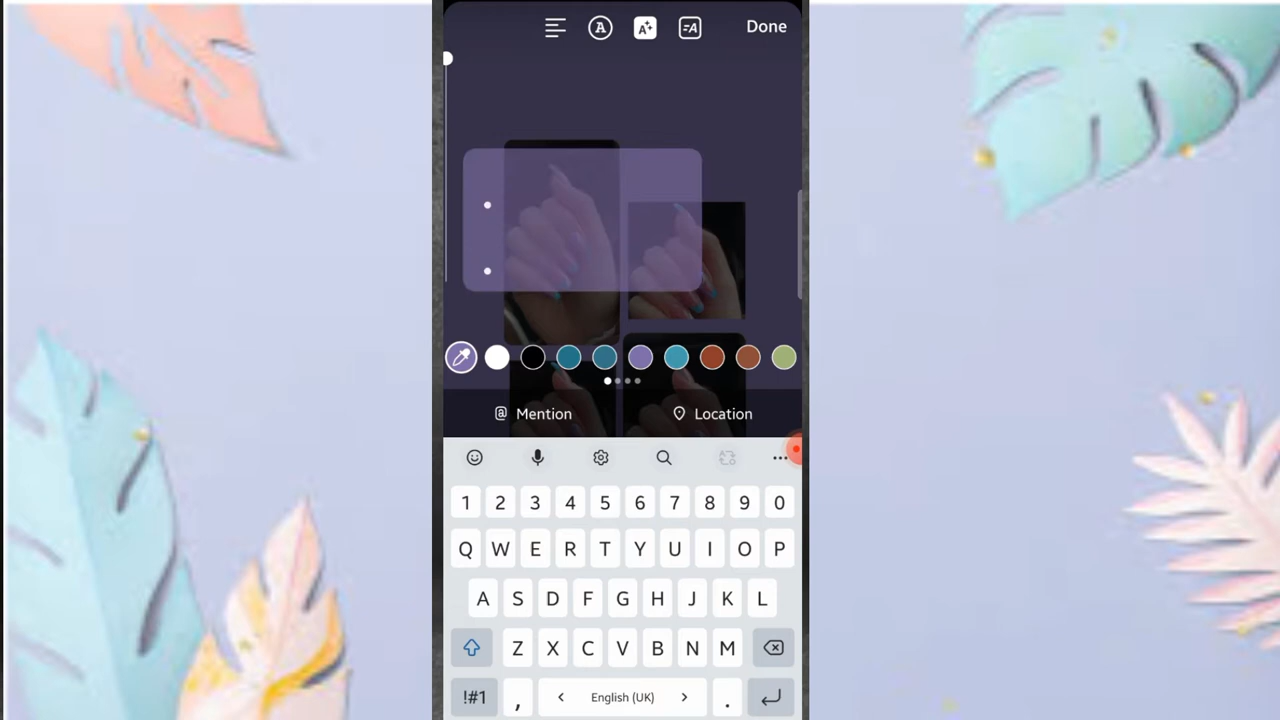 Done
Mention
Location
1 2 3 4 5 6 7 8 9 0
Q W E R T Y U I O P
A S D F G H J K L
Z X C V B N M
!#1 , < English (UK) > .